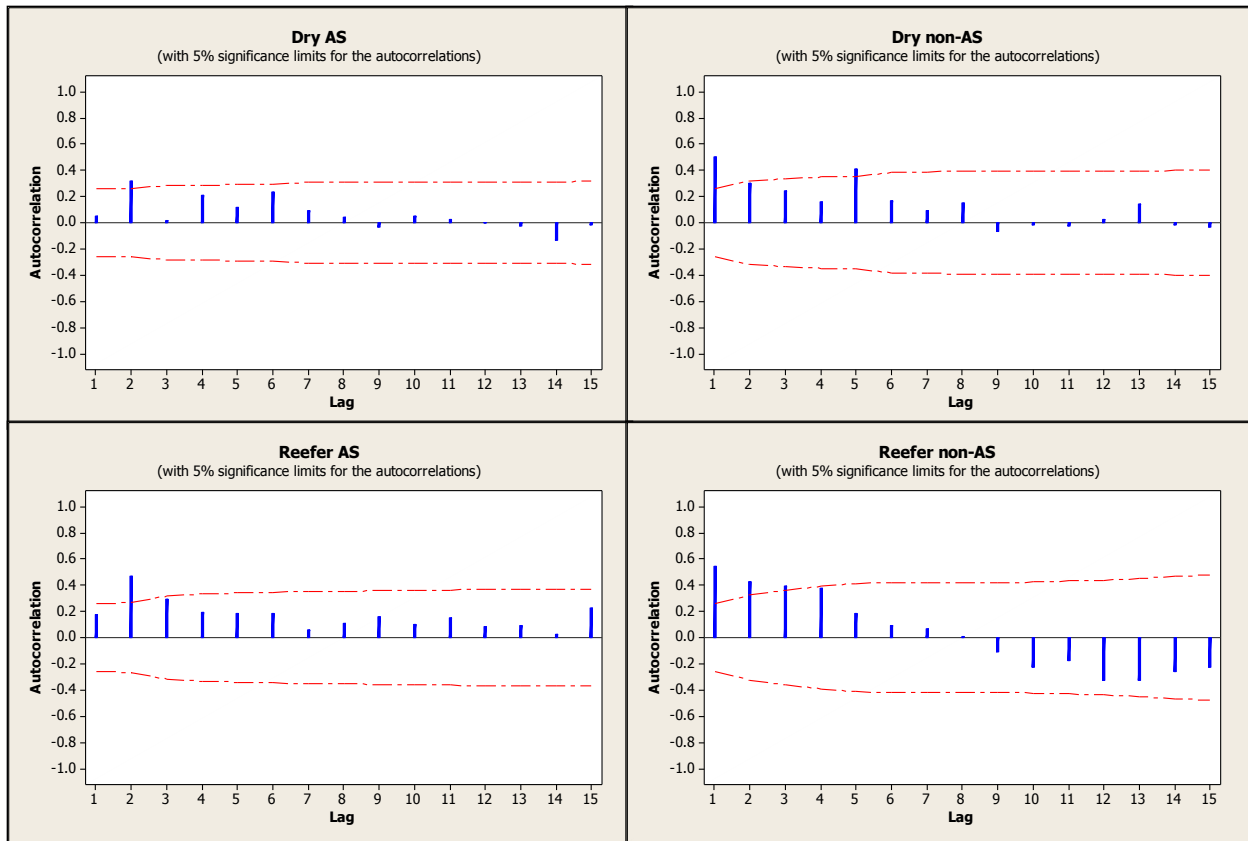 Dry AS
(with 5% significance limits for the autocorrelations)
1.0
0.8
0.6
0.4
0.2
0.0
-0.2
-0.4
-0.6
-0.8
-1.0
Autocorrelation
1 2 3 4 5 6 7 8 9 10 11 12 13 14 15
Lag
Dry non-AS
(with 5% significance limits for the autocorrelations)
1.0
0.8
0.6
0.4
0.2
0.0
-0.2
-0.4
-0.6
-0.8
-1.0
Autocorrelation
1 2 3 4 5 6 7 8 9 10 11 12 13 14 15
Lag
Reefer AS
(with 5% significance limits for the autocorrelations)
1.0
0.8
0.6
0.4
0.2
0.0
-0.2
-0.4
-0.6
-0.8
-1.0
Autocorrelation
1 2 3 4 5 6 7 8 9 10 11 12 13 14 15
Lag
Reefer non-AS
(with 5% significance limits for the autocorrelations)
1.0
0.8
0.6
0.4
0.2
0.0
-0.2
-0.4
-0.6
-0.8
-1.0
Autocorrelation
1 2 3 4 5 6 7 8 9 10 11 12 13 14 15
Lag